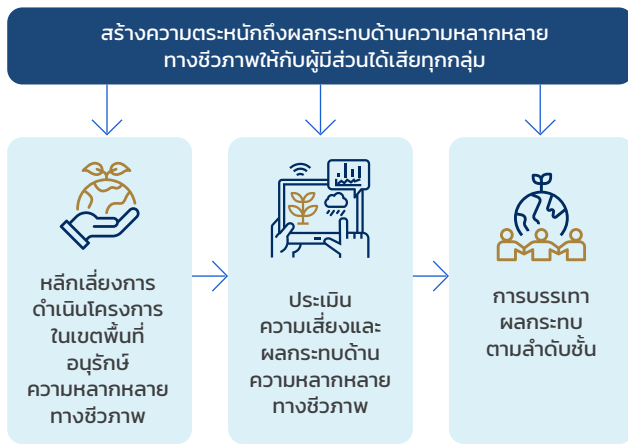 สร้างความตระหนักถึงผลกระทบด้านความหลากหลาย
ทางชีวภาพให้กับผู้มีส่วนได้เสียทุกกลุ่ม
หลีกเลี่ยงการ
ดำเนินโครงการ
ในเขตพื้นที่
อนุรักษ์
ความหลากหลาย
ทางชีวภาพ
ประเมิน
ความเสี่ยงและ
ผลกระทบด้าน
ความหลากหลาย
ทางชีวภาพ
การบรรเทา
ผลกระทบ
ตามลำดับชั้น